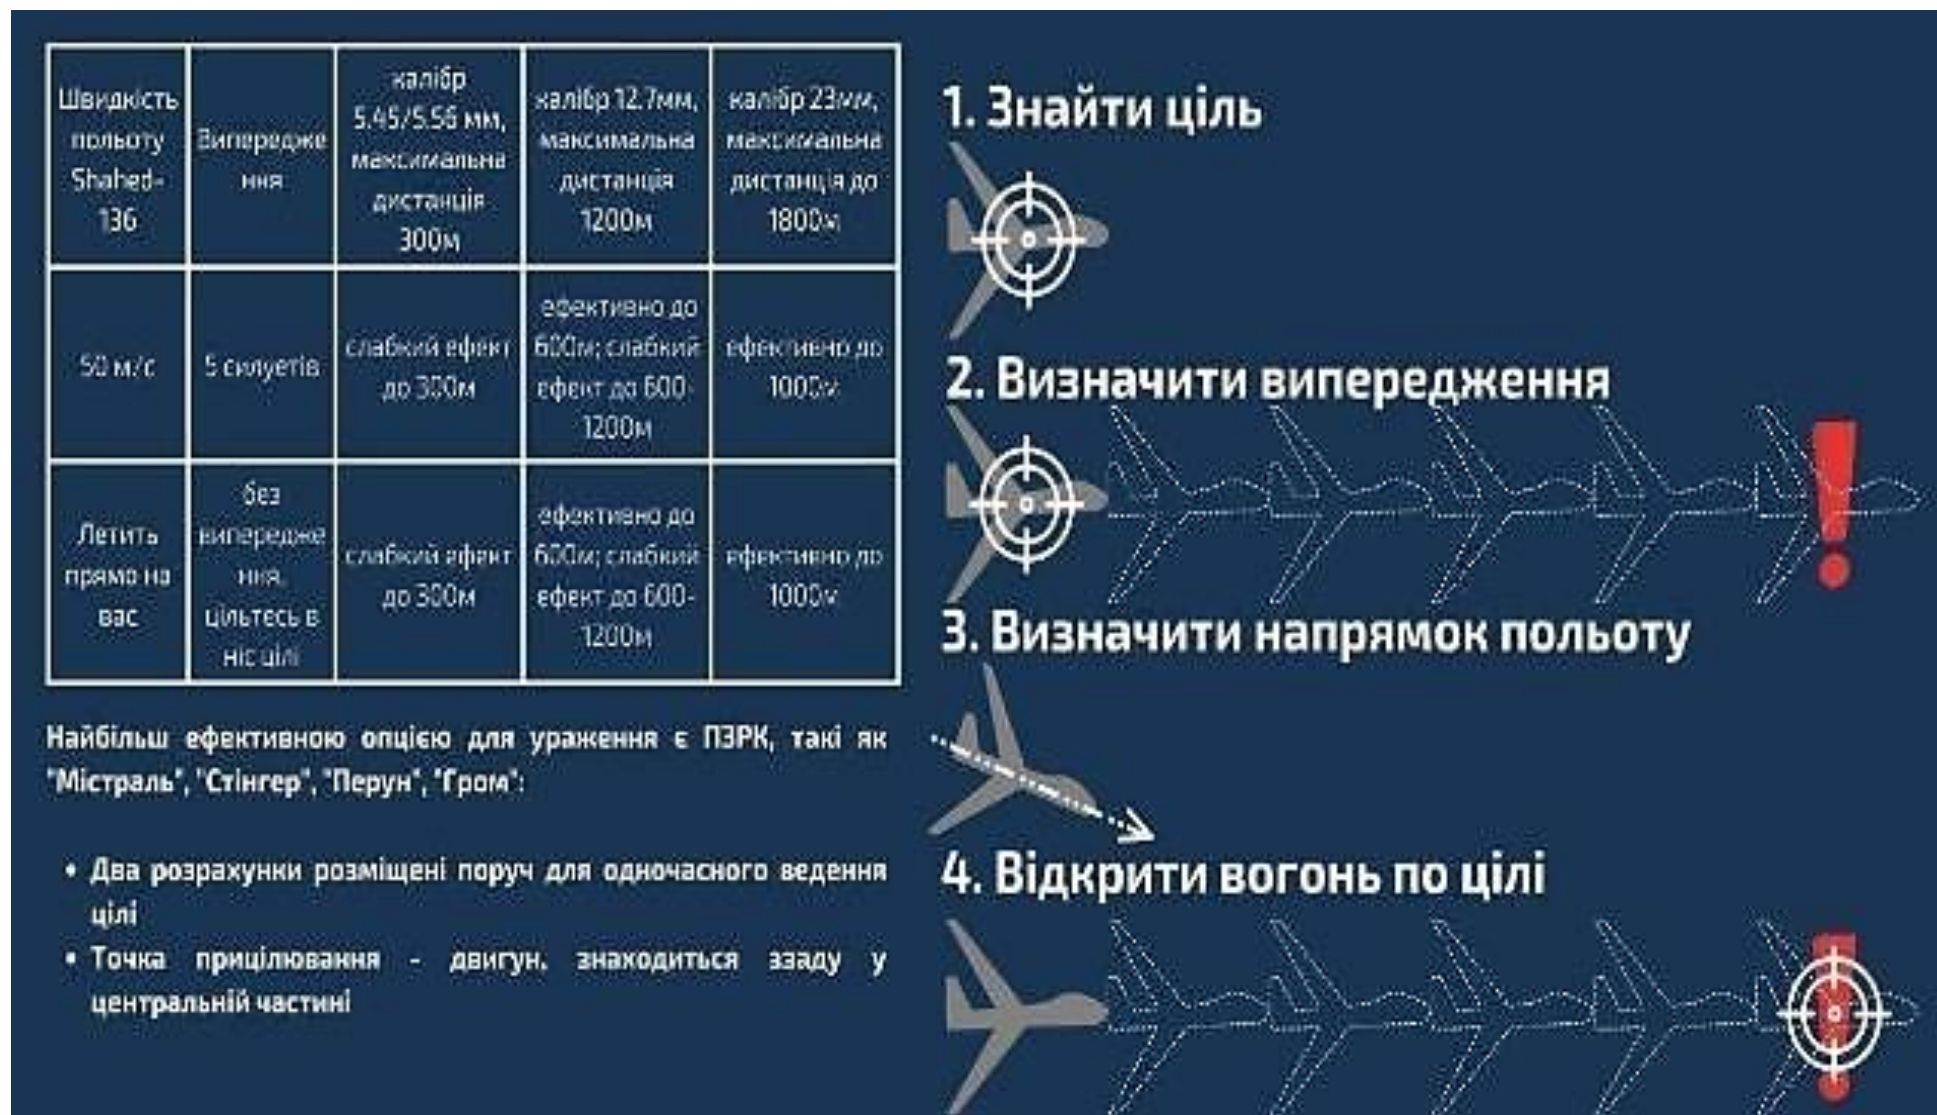 Швидкість
польоту
Shahed-
136
Випередже
ння
калібр
5.45/5.56 мм,
максимальна
дистанція
300м
калібр 12.7мм,
максимальна
дистанція
1200м
калібр 23мм,
максимальна
дистанція до
1800м
50 м/с
5 силуетів
слабкий ефект
до 300м
ефективно до
600м; слабкий
ефект до 600-
1200м
ефективно до
1000м
Летить
прямо на
вас
без
випередже
ння,
цільтесь в
ніс цілі
слабкий ефект
до 300м
ефективно до
600м; слабкий
ефект до 600-
1200м
ефективно до
1000м
Найбільш ефективною опцією для ураження є ПЗРК, такі як
"Містраль", "Стінгер", "Перун", "Гром":
• Два розрахунки розміщені поруч для одночасного ведення
цілі
• Точка прицілювання - двигун, знаходиться ззаду у
центральній частині
1. Знайти ціль
2. Визначити випередження
3. Визначити напрямок польоту
4. Відкрити вогонь по цілі